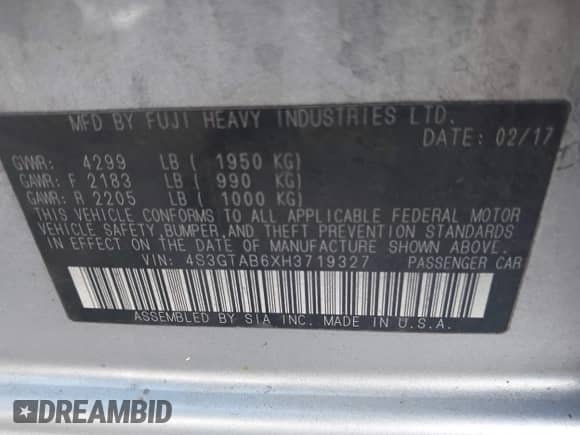 MFD BY FUJI HEAVY INDUSTRIES LTD.
DATE: 02/17
GVWR: 4299 LB ( 1950 KG)
GAWR: F 2183 LB ( 990 KG)
GAWR: R 2205 LB ( 1000 KG)
THIS VEHICLE CONFORMS TO ALL APPLICABLE FEDERAL MOTOR
VEHICLE SAFETY, BUMPER, AND THEFT PREVENTION STANDARDS
IN EFFECT ON THE DATE OF MANUFACTURE SHOWN ABOVE.
VIN: 4S3GTAB6XH3719327 PASSENGER CAR
ASSEMBLED BY SIA INC. MADE IN U.S.A.
DREAMBID